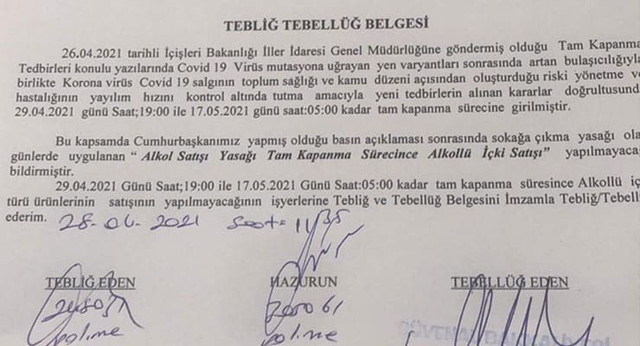 TEBLİĞ TEBELLÜĞ BELGESİ
26.04.2021 tarihli İçişleri Bakanlığı İller İdaresi Genel Müdürlüğüne göndermiş olduğu Tam Kapanma
Tedbirleri konulu yazılarında Covid 19 Virüs mutasyona uğrayan yen varyantları sonrasında artan bulaşıcılığıyla
birlikte Korona virüs Covid 19 salgının toplum sağlığı ve kamu düzeni açısından oluşturduğu riski yönetme ve
hastalığının yayılım hızını kontrol altında tutma amacıyla yeni tedbirlerin alınan kararlar doğrultusund
29.04.2021 günü Saat;19:00 ile 17.05.2021 günü saat:05:00 kadar tam kapanma sürecine girilmiştir.
Bu kapsamda Cumhurbaşkanımız yapmış olduğu basın açıklaması sonrasında sokağa çıkma yasağı ola
günlerde uygulanan “ Alkol Satışı Yasağı Tam Kapanma Sürecince Alkollü İçki Satışı” yapılmayaca
bildirmiştir.
29.04.2021 Günü Saat;19:00 ile 17.05.2021 Günü Saat:05:00 kadar tam kapanma süresince Alkollü iç
türü ürünlerinin satışının yapılmayacağının işyerlerine Tebliğ ve Tebellüğ Belgesini İmzamla Tebliğ/Tebell
ederim. 28-04-2021 Saat= 11:35
TEBLİĞ EDEN HAZURUN TEBELLÜĞ EDEN